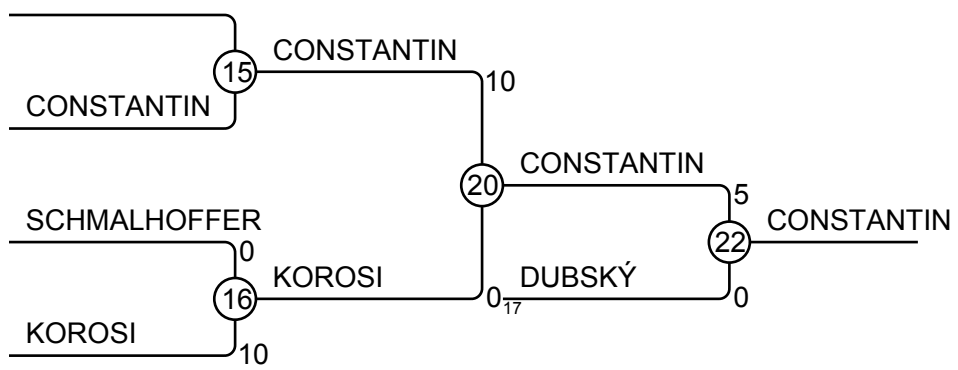 CONSTANTIN
15
10
CONSTANTIN
CONSTANTIN
20
5
SCHMALHOFFER
CONSTANTIN
0
22
KOROSI
DUBSKÝ
16
0
17
0
KOROSI
10